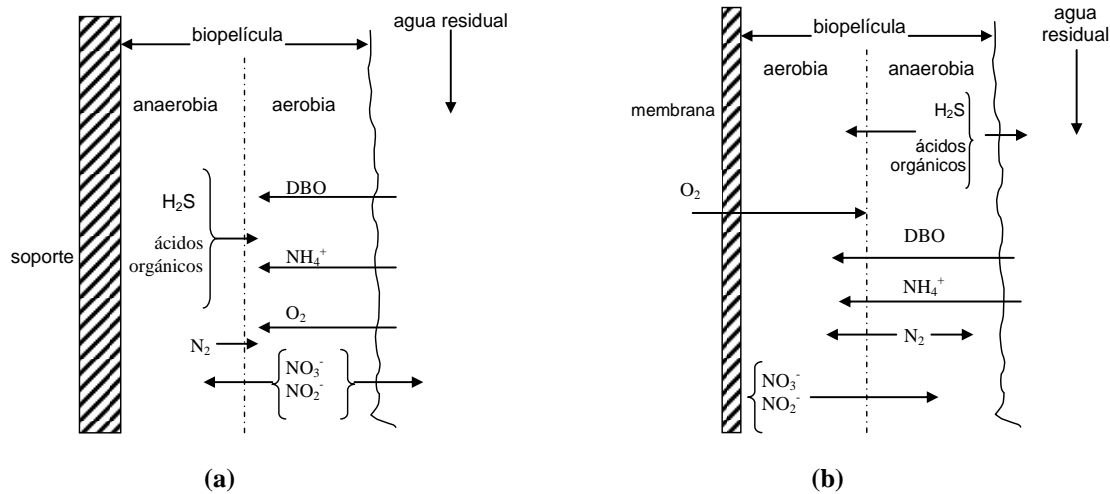 agua residual
biopelícula
anaerobia
aerobia
H₂S
ácidos
orgánicos
soporte
DBO
NH₄⁺
O₂
N₂
NO₃⁻
NO₂⁻
(a)
agua
residual
biopelícula
aerobia
anaerobia
membrana
H₂S
ácidos
orgánicos
O₂
DBO
NH₄⁺
N₂
NO₃⁻
NO₂⁻
(b)